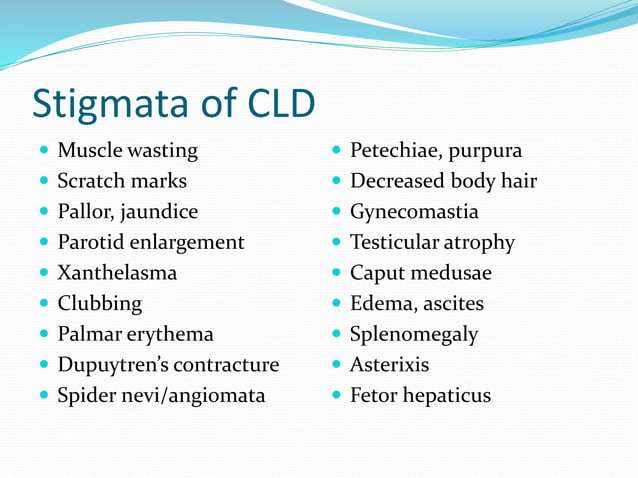 Stigmata of CLD
Muscle wasting
Scratch marks
Pallor, jaundice
Parotid enlargement
Xanthelasma
Clubbing
Palmar erythema
Dupuytren’s contracture
Spider nevi/angiomata
Petechiae, purpura
Decreased body hair
Gynecomastia
Testicular atrophy
Caput medusae
Edema, ascites
Splenomegaly
Asterixis
Fetor hepaticus